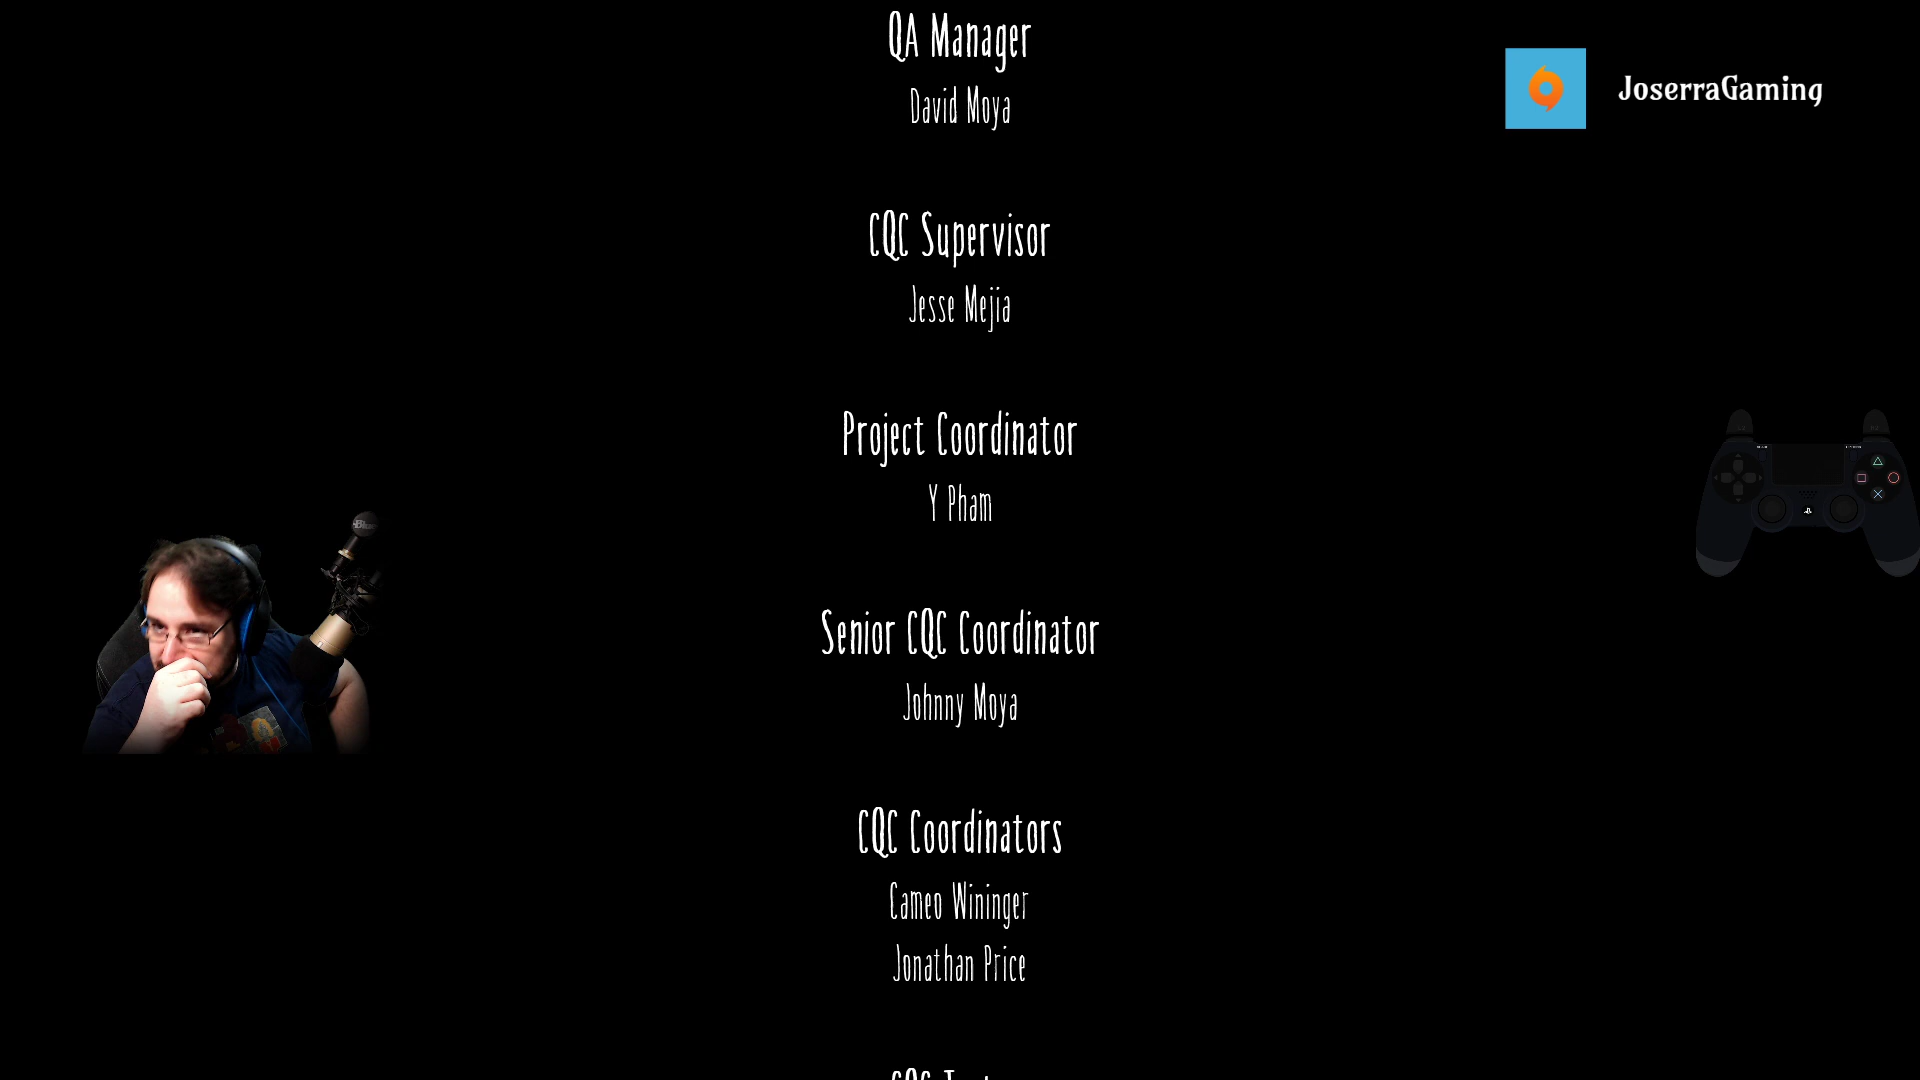 QA Manager
David Moya
JoserraGaming
CQC Supervisor
Jesse Mejia
Project Coordinator
Y Pham
Senior CQC Coordinator
Johnny Moya
CQC Coordinators
Cameo Wininger
Jonathan Price